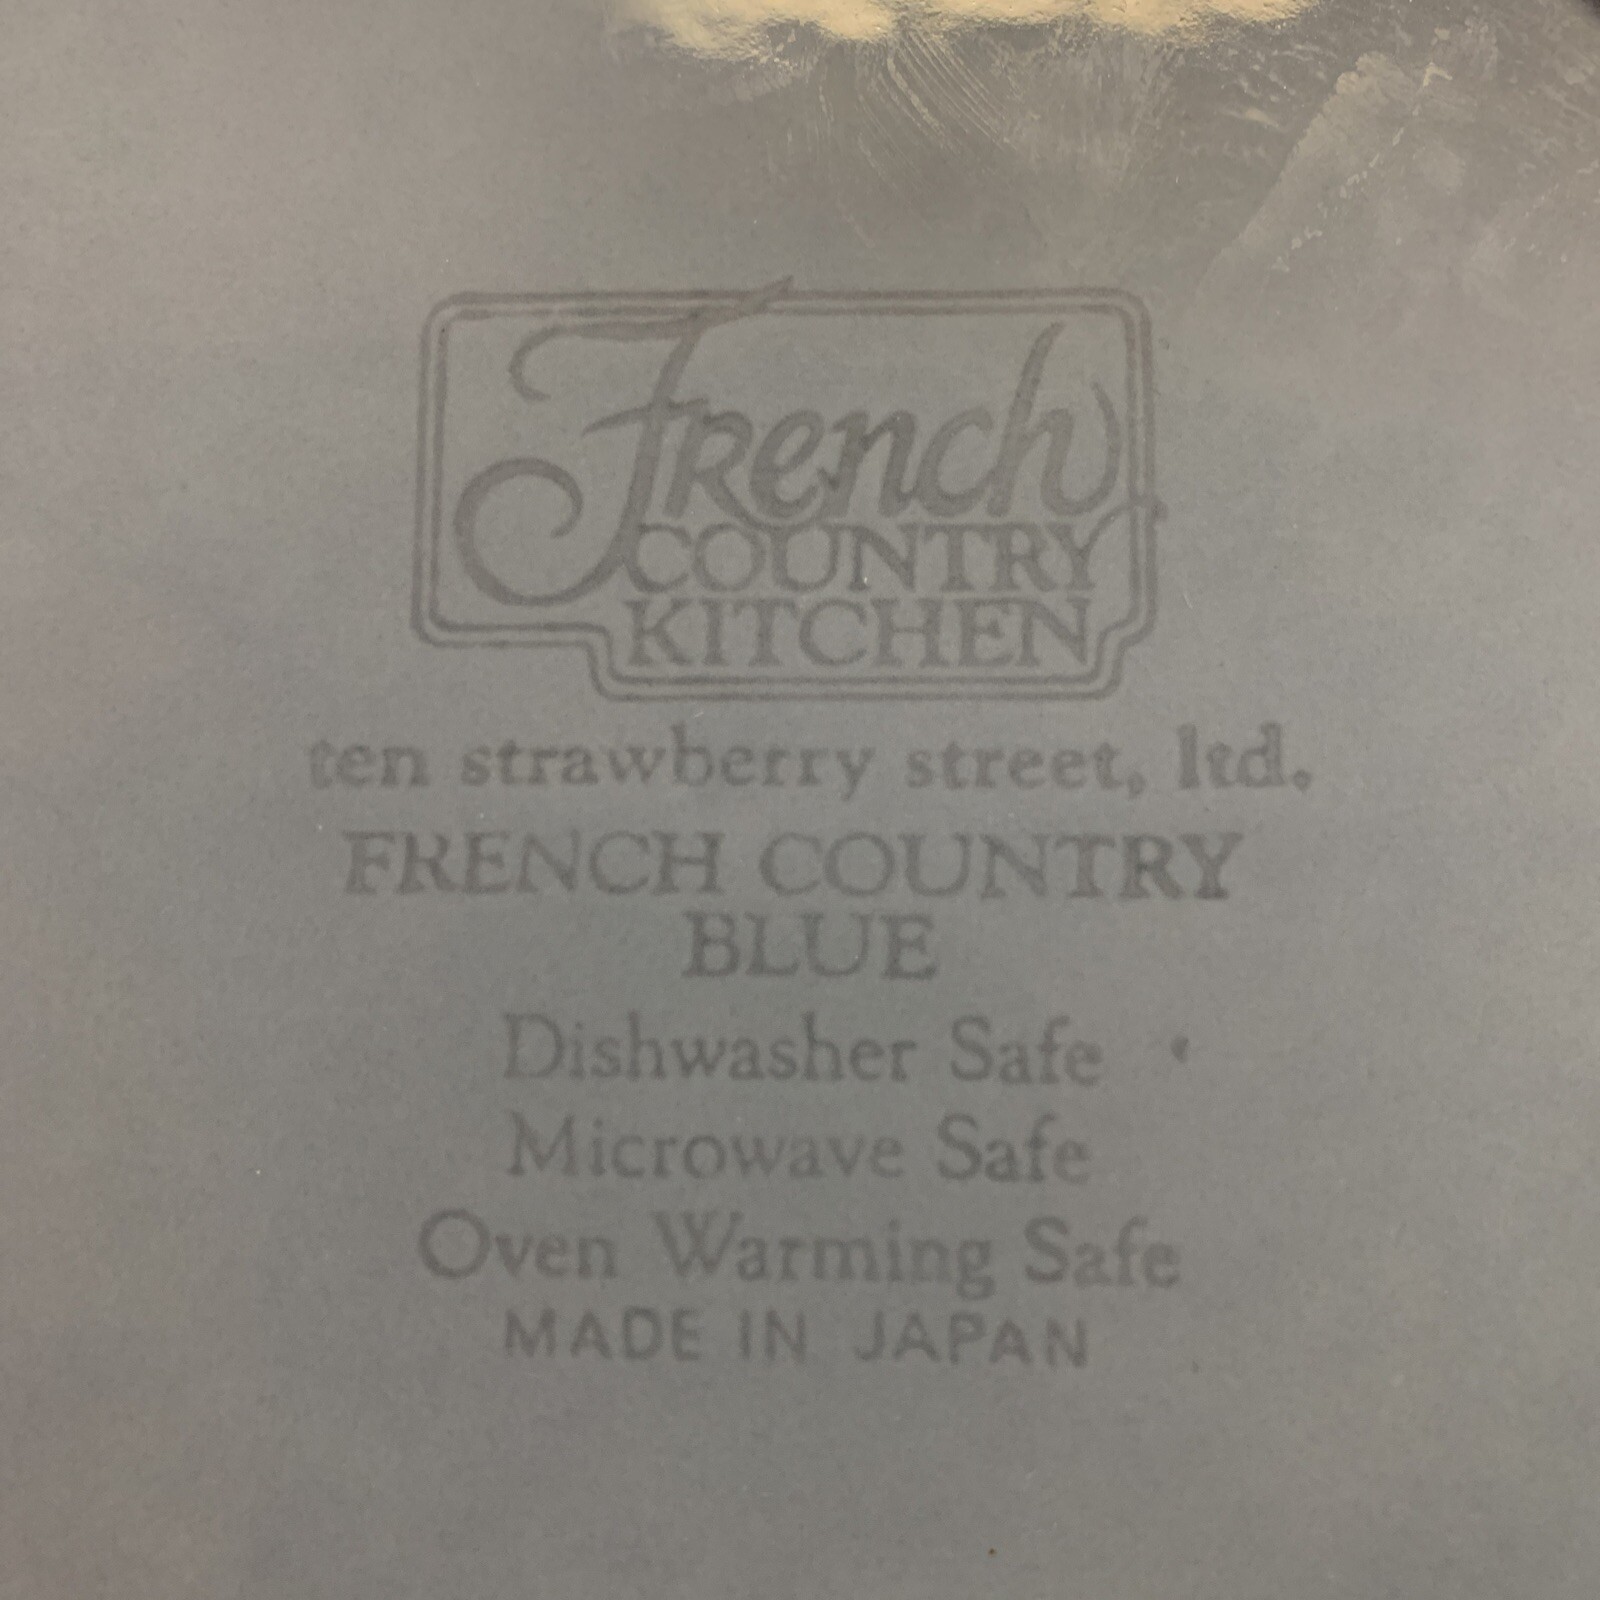 French
COUNTRY
KITCHEN
ten strawberry street, ltd.
FRENCH COUNTRY
BLUE
Dishwasher Safe
Microwave Safe
Oven Warming Safe
MADE IN JAPAN